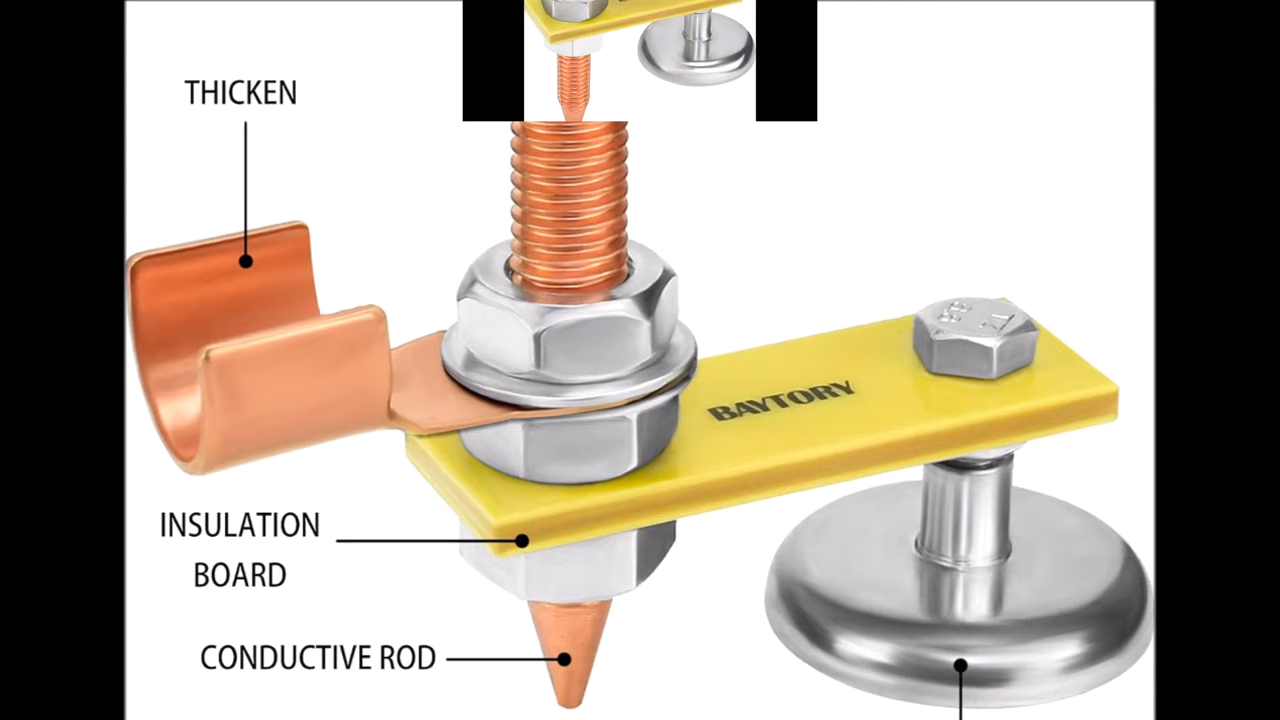 THICKEN
BAYTORY
INSULATION
BOARD
CONDUCTIVE ROD